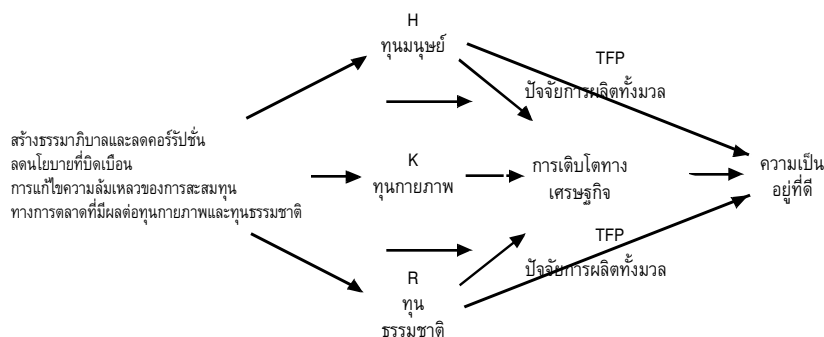 H
ทุนมนุษย์
TFP
ปัจจัยการผลิตทั้งมวล
สร้างธรรมาภิบาลและลดคอร์รัปชั่น
ลดนโยบายที่บิดเบือน
การแก้ไขความล้มเหลวของการสะสมทุน
ทางการตลาดที่มีผลต่อทุนกายภาพและทุนธรรมชาติ
K
ทุนกายภาพ
การเติบโตทาง
เศรษฐกิจ
ความเป็น
อยู่ที่ดี
TFP
ปัจจัยการผลิตทั้งมวล
R
ทุน
ธรรมชาติ